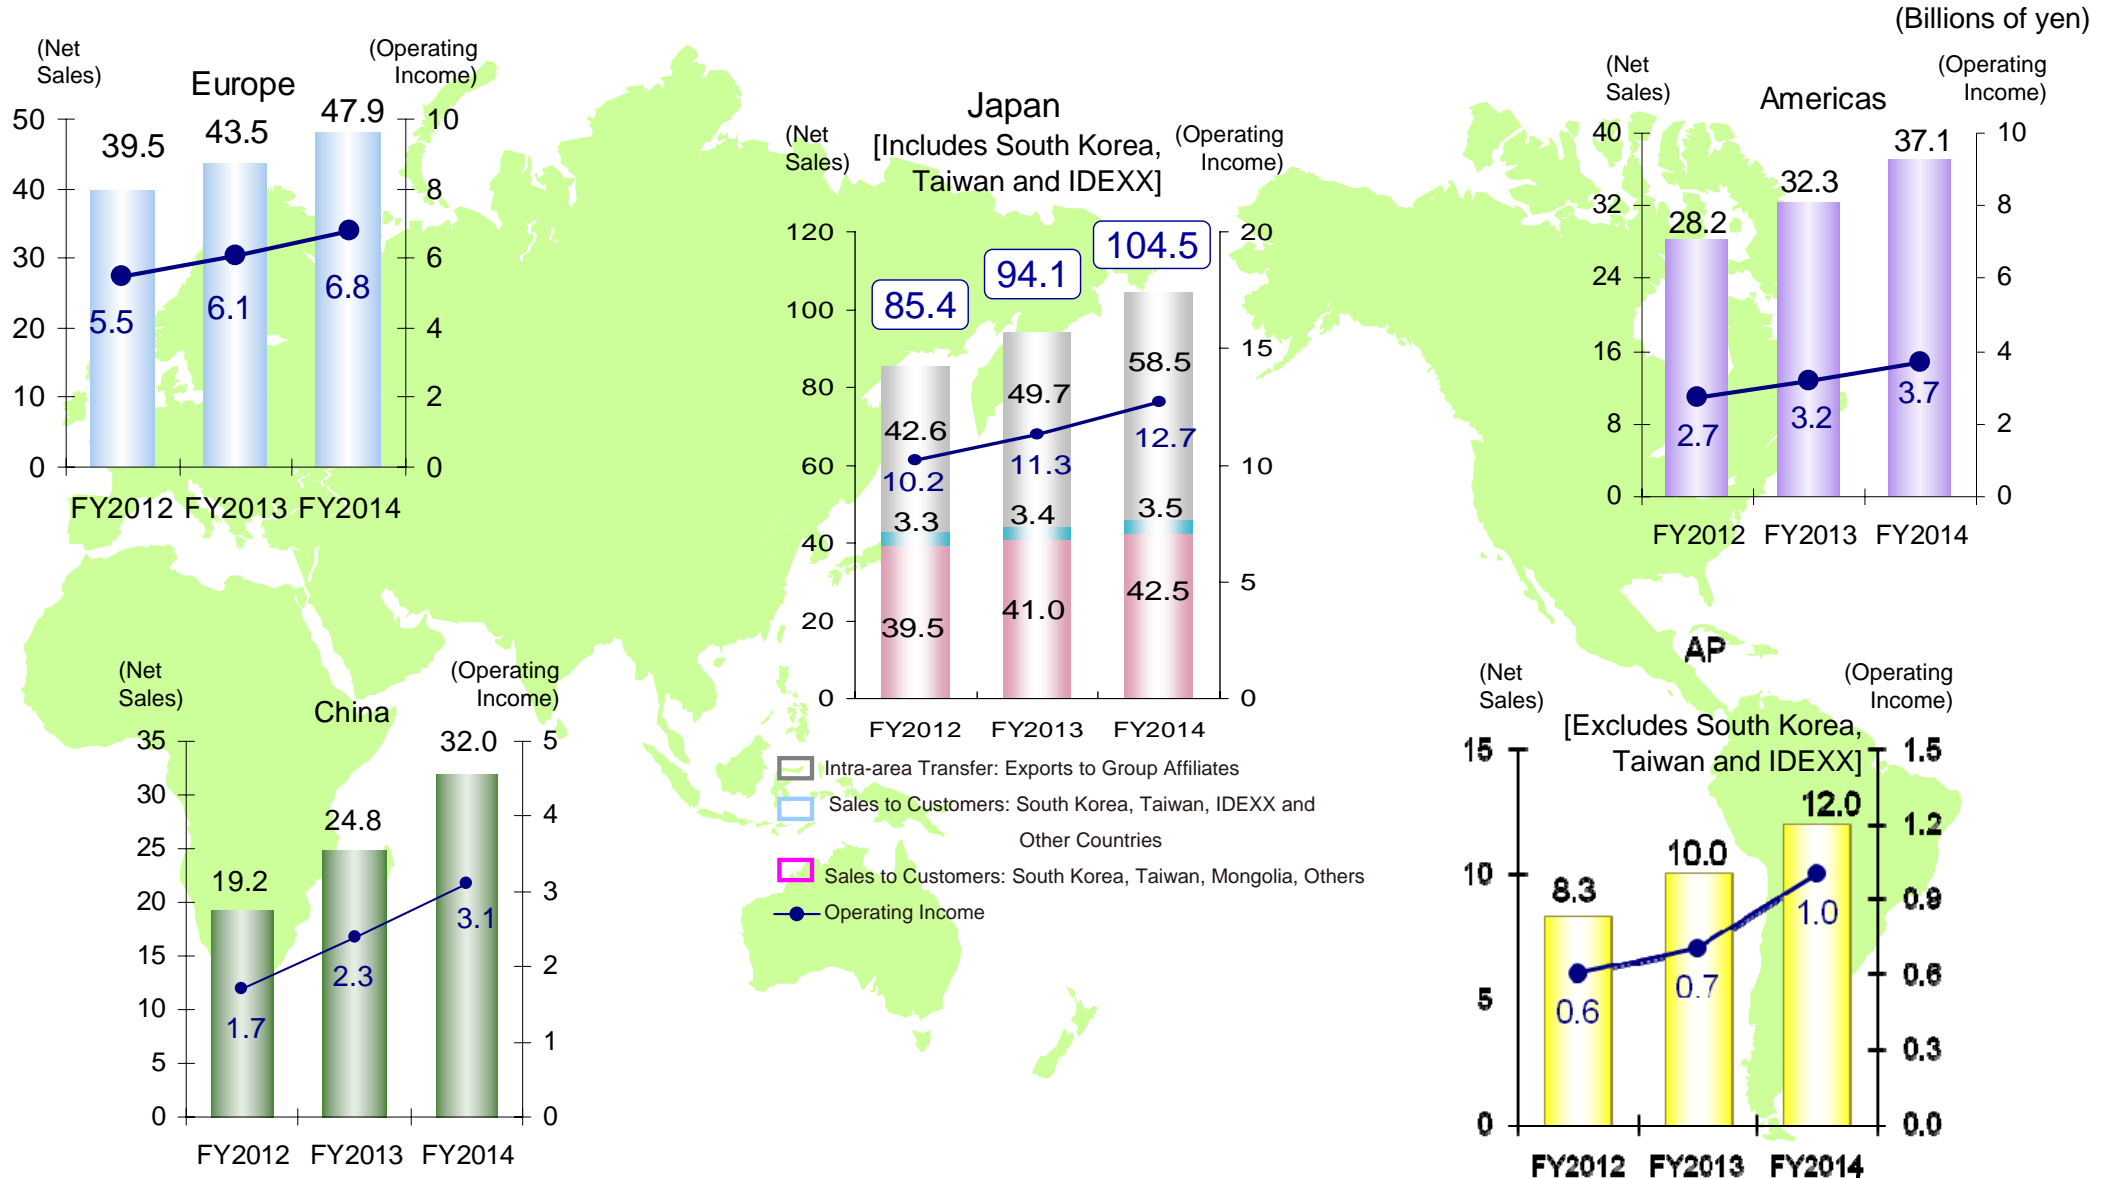 (Billions of yen)
(Net
Sales)
Europe
(Operating
Income)
50
40
30
20
10
0
10
8
6
4
2
0
39.5
43.5
47.9
5.5
6.1
6.8
FY2012 FY2013 FY2014
(Net
Sales)
Japan
[Includes South Korea,
Taiwan and IDEXX]
(Operating
Income)
120
100
80
60
40
20
0
20
15
10
5
0
85.4
94.1
104.5
42.6
49.7
58.5
10.2
11.3
12.7
3.3
3.4
3.5
39.5
41.0
42.5
FY2012 FY2013 FY2014
Intra-area Transfer: Exports to Group Affiliates
Sales to Customers: South Korea, Taiwan, IDEXX and
Other Countries
Sales to Customers: South Korea, Taiwan, Mongolia, Others
Operating Income
(Net
Sales)
Americas
(Operating
Income)
40
32
24
16
8
0
10
8
6
4
2
0
28.2
32.3
37.1
2.7
3.2
3.7
FY2012 FY2013 FY2014
(Net
Sales)
China
(Operating
Income)
35
30
25
20
15
10
5
0
5
4
3
2
1
0
19.2
24.8
32.0
1.7
2.3
3.1
FY2012 FY2013 FY2014
AP
(Net
Sales)
[Excludes South Korea,
Taiwan and IDEXX]
(Operating
Income)
15
10
5
0
1.5
1.2
0.9
0.6
0.3
0.0
8.3
10.0
12.0
0.6
0.7
1.0
FY2012 FY2013 FY2014